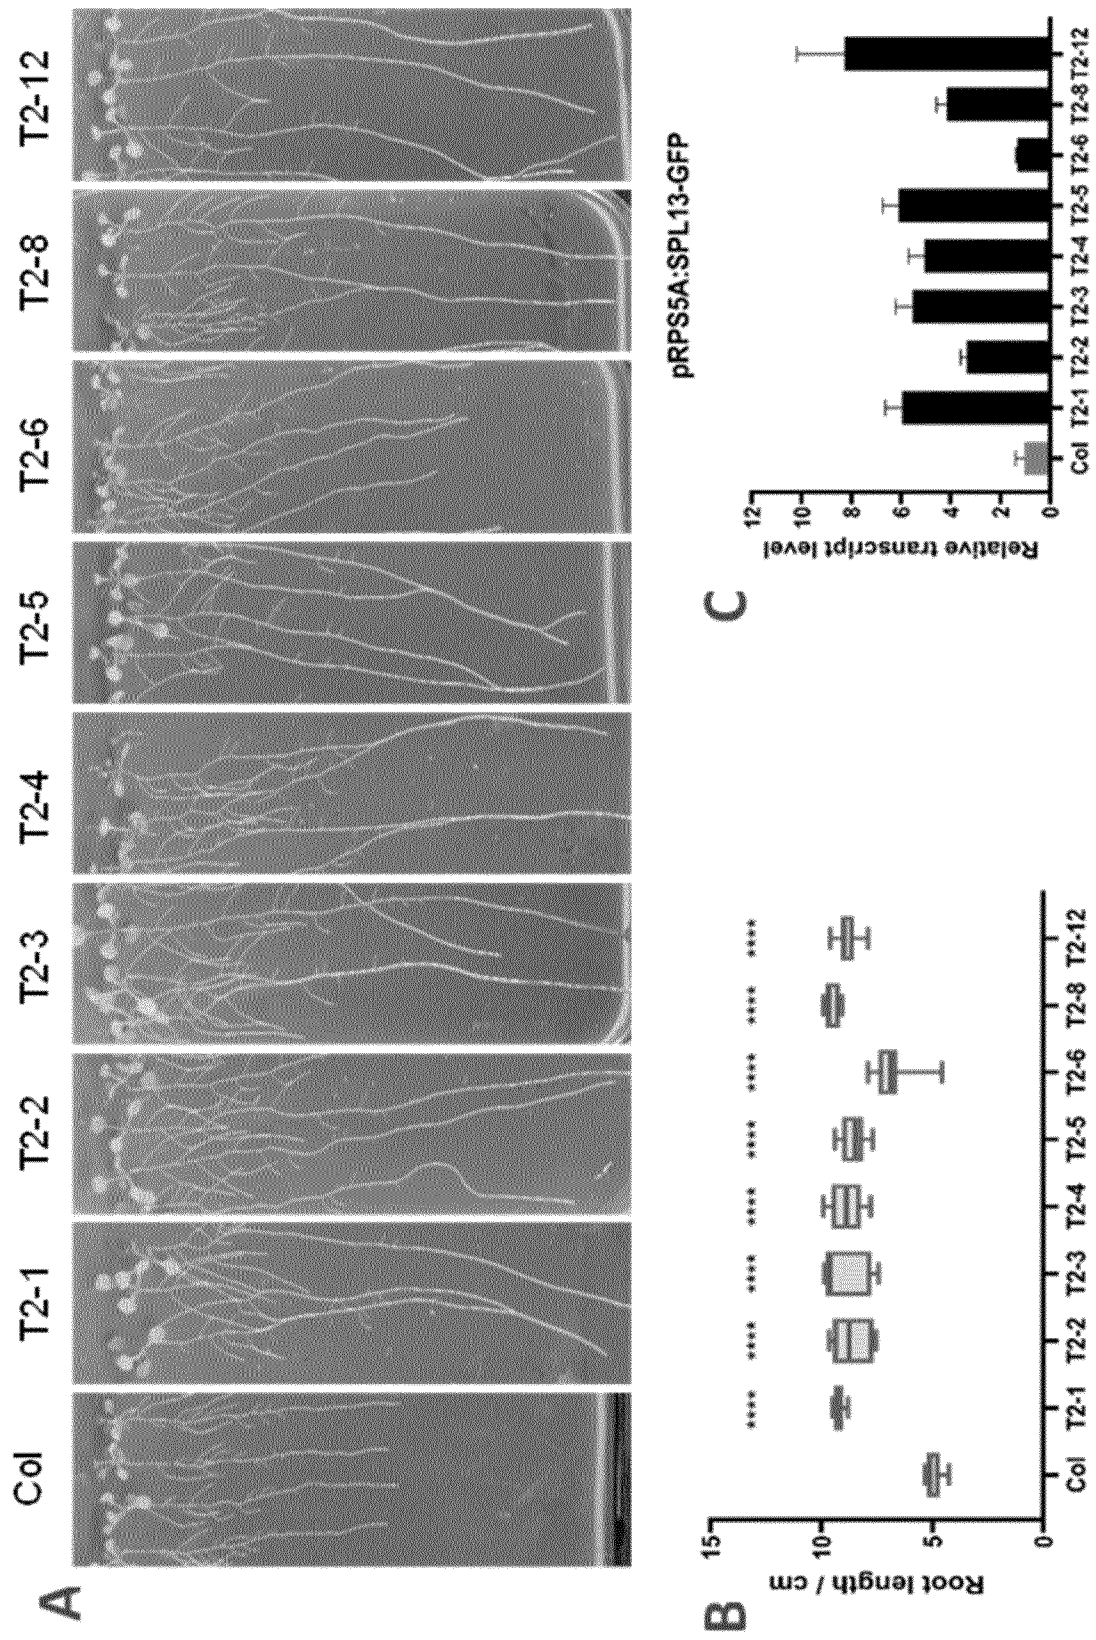 A
Col T2-1 T2-2 T2-3 T2-4 T2-5 T2-6 T2-8 T2-12
B
Root length / cm
15
10
5
0
**** **** **** **** **** **** **** ****
Col T2-1 T2-2 T2-3 T2-4 T2-5 T2-6 T2-8 T2-12
C
pRPS5A:SPL13-GFP
Relative transcript level
12
10
8
6
4
2
0
Col T2-1 T2-2 T2-3 T2-4 T2-5 T2-6 T2-8 T2-12